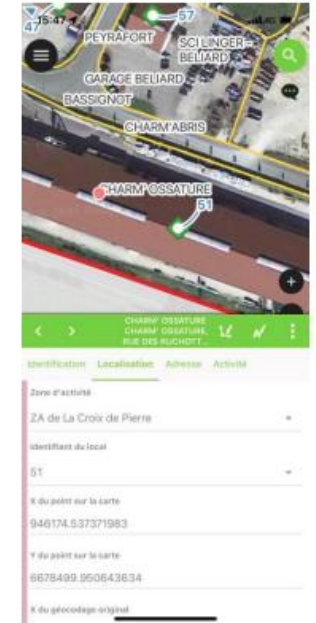 15:47
4G
47
57
PEYRAFORT
SCI LINGER -
BELIARD
GARAGE BELIARD
BASSIGNOT
CHARM'ABRIS
CHARM' OSSATURE
51
CHARM' OSSATURE
CHARM' OSSATURE,
RUE DES RUCHOTT...
Identification Localisation Adresse Activité
Zone d'activité
ZA de La Croix de Pierre
Identifiant du local
51
X du point sur la carte
946174.537371983
Y du point sur la carte
6678499.950643634
X du géocodage original